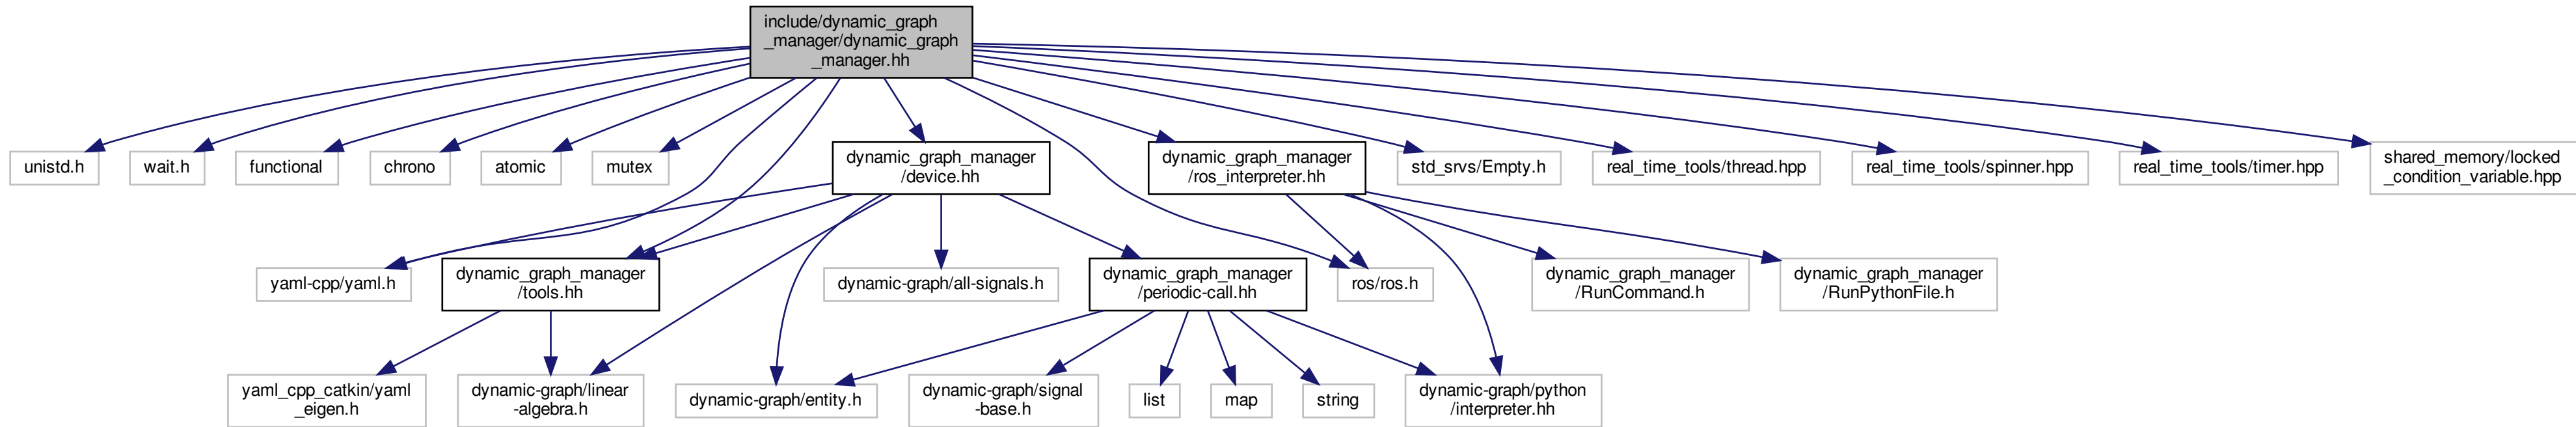 include/dynamic_graph
_manager/dynamic_graph
_manager.hh
unistd.h
wait.h
functional
chrono
atomic
mutex
dynamic_graph_manager
/device.hh
dynamic_graph_manager
/ros_interpreter.hh
std_srvs/Empty.h
real_time_tools/thread.hpp
real_time_tools/spinner.hpp
real_time_tools/timer.hpp
shared_memory/locked
_condition_variable.hpp
yaml-cpp/yaml.h
dynamic_graph_manager
/tools.hh
dynamic-graph/all-signals.h
dynamic_graph_manager
/periodic-call.hh
ros/ros.h
dynamic_graph_manager
/RunCommand.h
dynamic_graph_manager
/RunPythonFile.h
yaml_cpp_catkin/yaml
_eigen.h
dynamic-graph/linear
-algebra.h
dynamic-graph/entity.h
dynamic-graph/signal
-base.h
list
map
string
dynamic-graph/python
/interpreter.hh